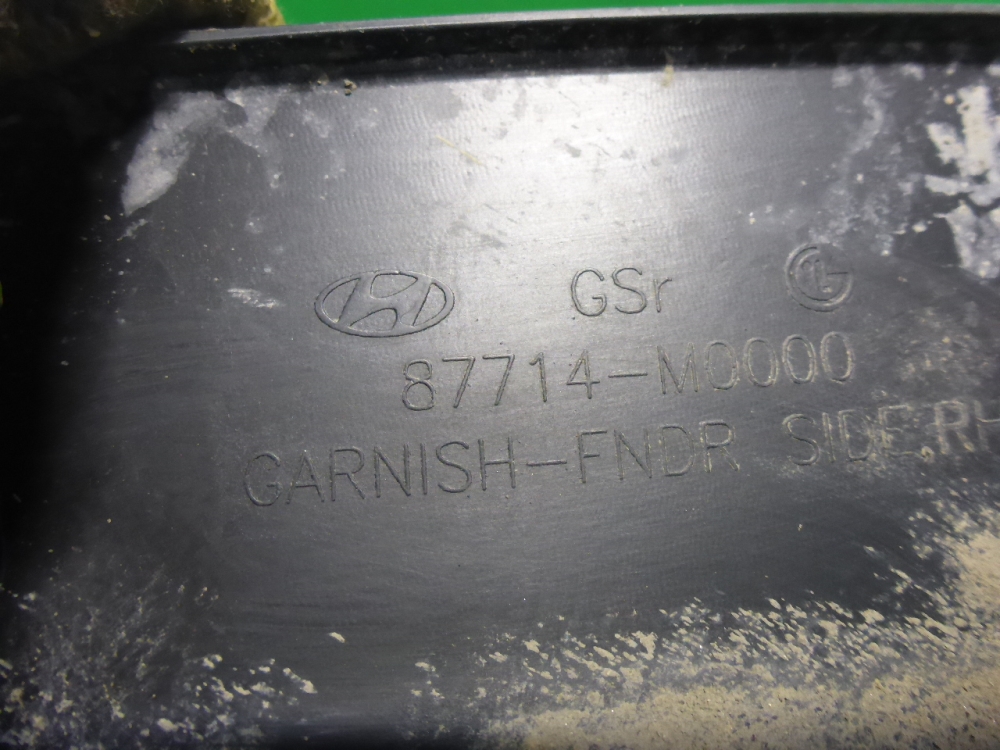 GSr
87714-M0000
GARNISH-FNDR SIDE,RH